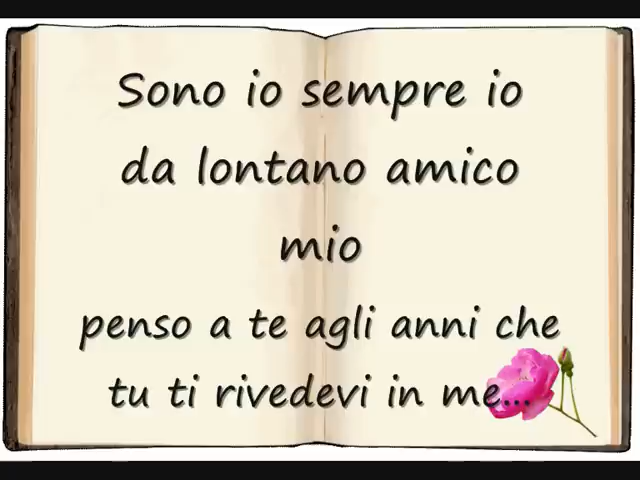 Sono io sempre io
da lontano amico
mio
penso a te agli anni che
tu ti rivedevi in me...